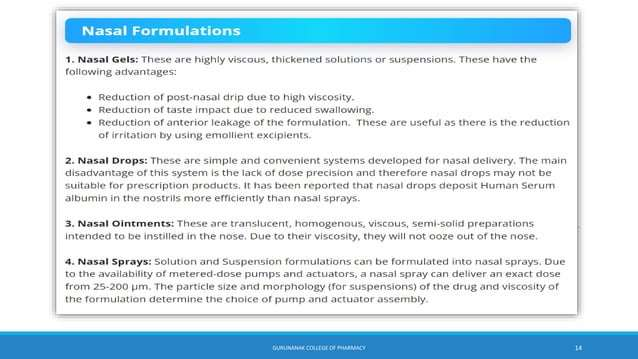 Nasal Formulations
1. Nasal Gels: These are highly viscous, thickened solutions or suspensions. These have the
following advantages:
• Reduction of post-nasal drip due to high viscosity.
• Reduction of taste impact due to reduced swallowing.
• Reduction of anterior leakage of the formulation. These are useful as there is the reduction
of irritation by using emollient excipients.
2. Nasal Drops: These are simple and convenient systems developed for nasal delivery. The main
disadvantage of this system is the lack of dose precision and therefore nasal drops may not be
suitable for prescription products. It has been reported that nasal drops deposit Human Serum
albumin in the nostrils more efficiently than nasal sprays.
3. Nasal Ointments: These are translucent, homogenous, viscous, semi-solid preparations
intended to be instilled in the nose. Due to their viscosity, they will not ooze out of the nose.
4. Nasal Sprays: Solution and Suspension formulations can be formulated into nasal sprays. Due
to the availability of metered-dose pumps and actuators, a nasal spray can deliver an exact dose
from 25-200 μm. The particle size and morphology (for suspensions) of the drug and viscosity of
the formulation determine the choice of pump and actuator assembly.
GURUNANAK COLLEGE OF PHARMACY
14